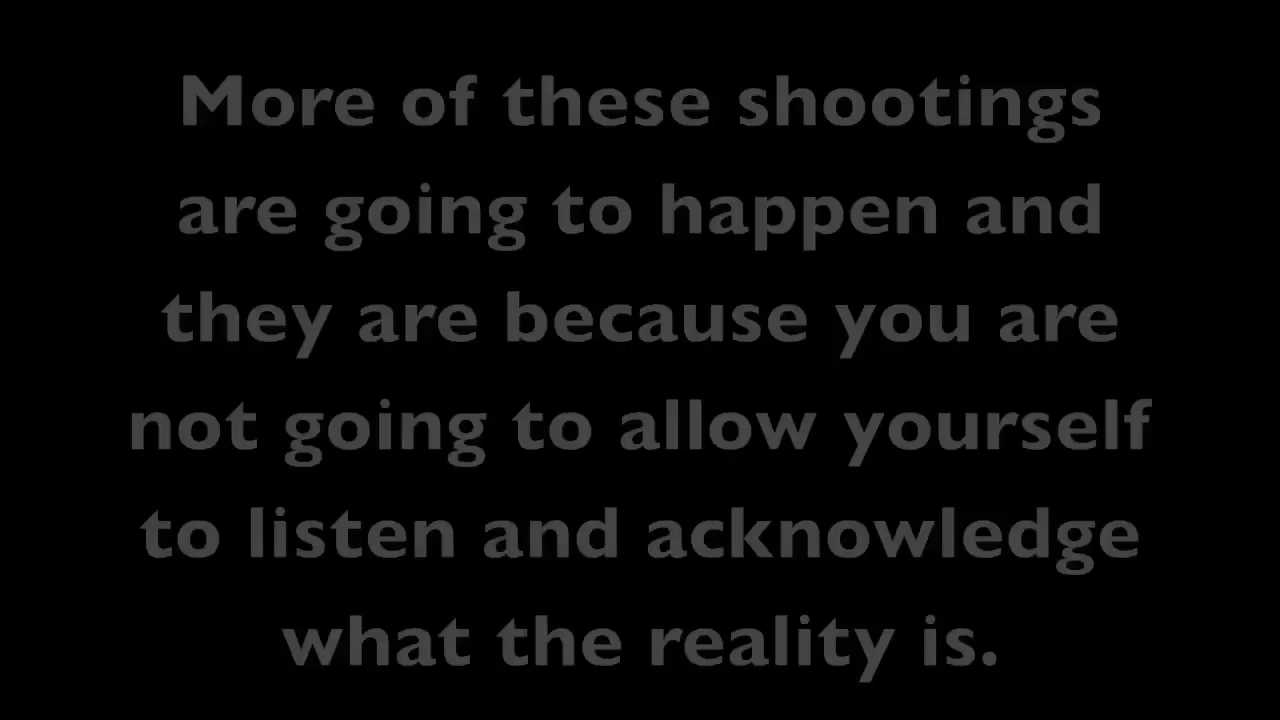 More of these shootings
are going to happen and
they are because you are
not going to allow yourself
to listen and acknowledge
what the reality is.